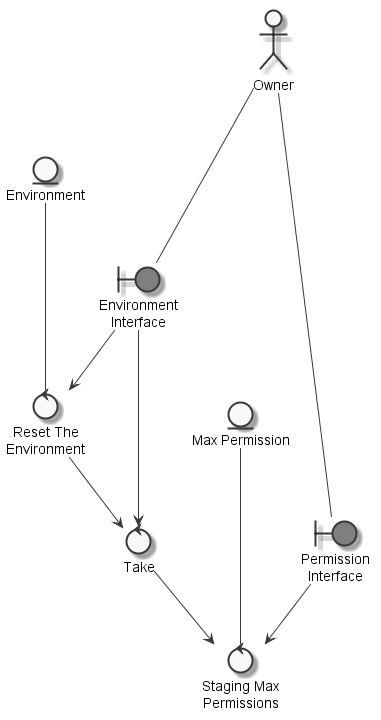 Owner
Environment
Environment
Interface
Reset The
Environment
Max Permission
Take
Permission
Interface
Staging Max
Permissions